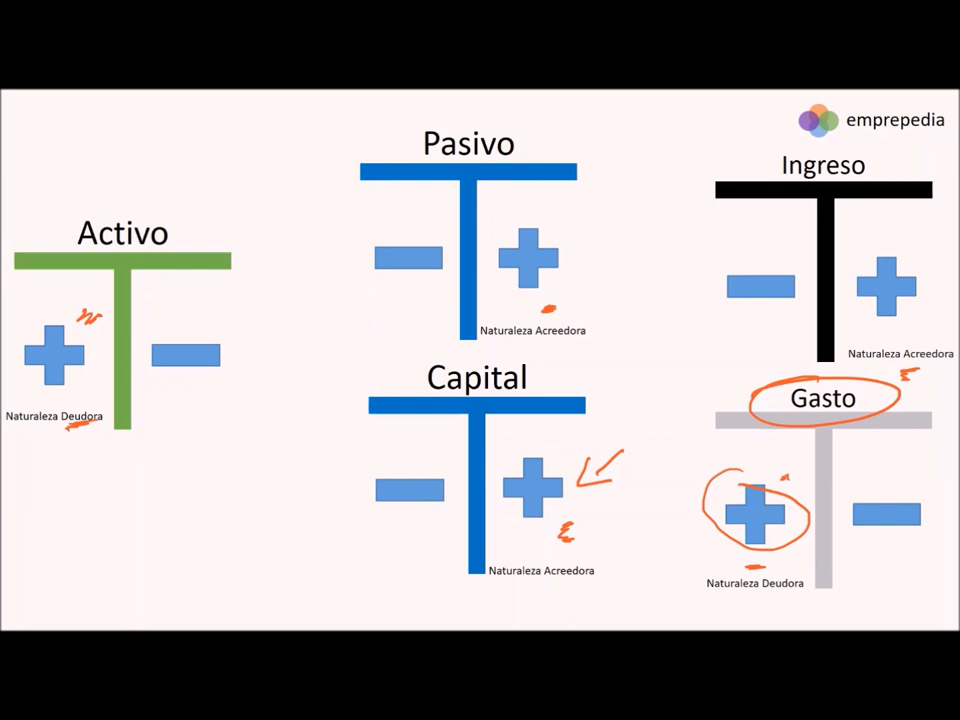 emprepedia
Pasivo
Ingreso
Activo
Naturaleza Acreedora
Naturaleza Acreedora
Capital
Gasto
Naturaleza Deudora
Naturaleza Acreedora
Naturaleza Deudora